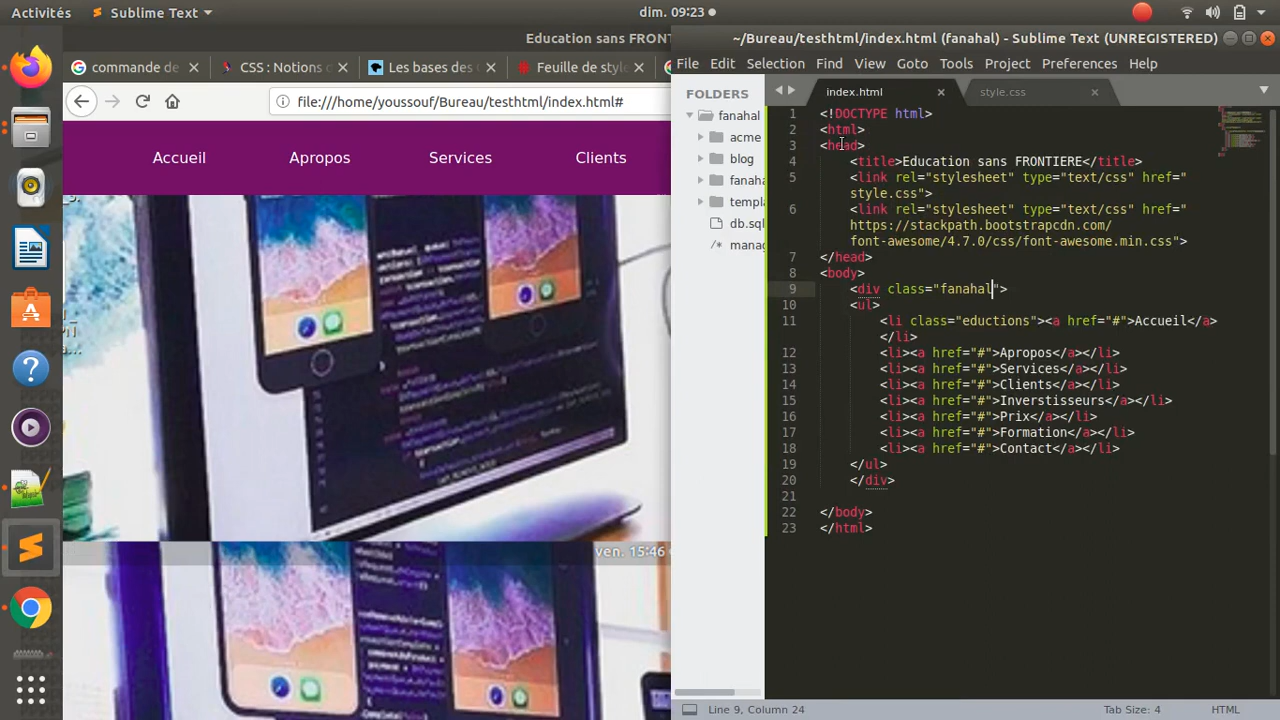 Activités Sublime Text dim. 09:23
Education sans FRONT
~/Bureau/testhtml/index.html (fanahal) - Sublime Text (UNREGISTERED)
File Edit Selection Find View Goto Tools Project Preferences Help
commande de CSS : Notions d Les bases des Feuille de style
file:///home/youssouf/Bureau/testhtml/index.html#
Accueil Apropos Services Clients
ven. 15:46
FOLDERS
fanahal
acme
blog
fanaha
templa
db.sql
manag
index.html style.css
1 <!DOCTYPE html>
2 <html>
3 <head>
4 <title>Education sans FRONTIERE</title>
5 <link rel="stylesheet" type="text/css" href="
style.css">
6 <link rel="stylesheet" type="text/css" href="
https://stackpath.bootstrapcdn.com/
font-awesome/4.7.0/css/font-awesome.min.css">
7 </head>
8 <body>
9 <div class="fanahal">
10 <ul>
11 <li class="eductions"><a href="#">Accueil</a>
</li>
12 <li><a href="#">Apropos</a></li>
13 <li><a href="#">Services</a></li>
14 <li><a href="#">Clients</a></li>
15 <li><a href="#">Inverstisseurs</a></li>
16 <li><a href="#">Prix</a></li>
17 <li><a href="#">Formation</a></li>
18 <li><a href="#">Contact</a></li>
19 </ul>
20 </div>
21
22 </body>
23 </html>
Line 9, Column 24 Tab Size: 4 HTML